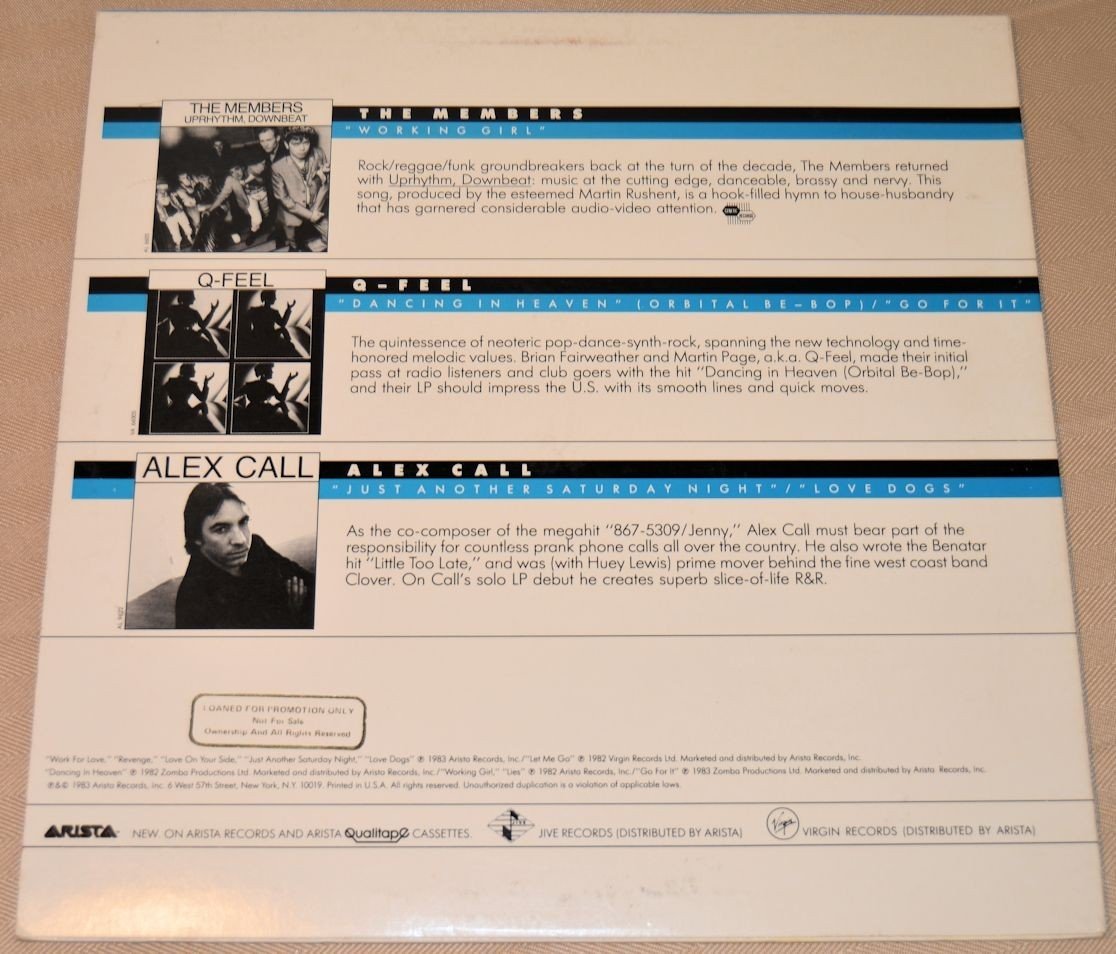 THE MEMBERS
UPRHYTHM, DOWNBEAT
THE MEMBERS
"WORKING GIRL"
Rock/reggae/funk groundbreakers back at the turn of the decade, The Members returned
with Uprhythm, Downbeat: music at the cutting edge, danceable, brassy and nervy. This
song, produced by the esteemed Martin Rushent, is a hook-filled hymn to house-husbandry
that has garnered considerable audio-video attention.
Q-FEEL
Q-FEEL
"DANCING IN HEAVEN" (ORBITAL BE-BOP)/"GO FOR IT"
The quintessence of neoteric pop-dance-synth-rock, spanning the new technology and time-
honored melodic values. Brian Fairweather and Martin Page, a.k.a. Q-Feel, made their initial
pass at radio listeners and club goers with the hit "Dancing in Heaven (Orbital Be-Bop),"
and their LP should impress the U.S. with its smooth lines and quick moves.
ALEX CALL
ALEX CALL
"JUST ANOTHER SATURDAY NIGHT"/"LOVE DOGS"
As the co-composer of the megahit "867-5309/Jenny," Alex Call must bear part of the
responsibility for countless prank phone calls all over the country. He also wrote the Benatar
hit "Little Too Late," and was (with Huey Lewis) prime mover behind the fine west coast band
Clover. On Call's solo LP debut he creates superb slice-of-life R&R.
LOANED FOR PROMOTION ONLY
Not For Sale
Ownership And All Rights Reserved
"Work For Love," "Revenge," "Love On Your Side," "Just Another Saturday Night," "Love Dogs" ℗ 1983 Arista Records, Inc./"Let Me Go" ℗ 1982 Virgin Records Ltd. Marketed and distributed by Arista Records, Inc.
"Dancing In Heaven" ℗ 1982 Zomba Productions Ltd. Marketed and distributed by Arista Records, Inc./"Working Girl," "Lies" ℗ 1982 Arista Records, Inc./"Go For It" ℗ 1983 Zomba Productions Ltd. Marketed and distributed by Arista Records, Inc.
℗&© 1983 Arista Records, Inc. 6 West 57th Street, New York, N.Y. 10019. Printed in U.S.A. All rights reserved. Unauthorized duplication is a violation of applicable laws.
ARISTA NEW. ON ARISTA RECORDS AND ARISTA Qualitape CASSETTES. JIVE JIVE RECORDS (DISTRIBUTED BY ARISTA) Virgin VIRGIN RECORDS (DISTRIBUTED BY ARISTA)